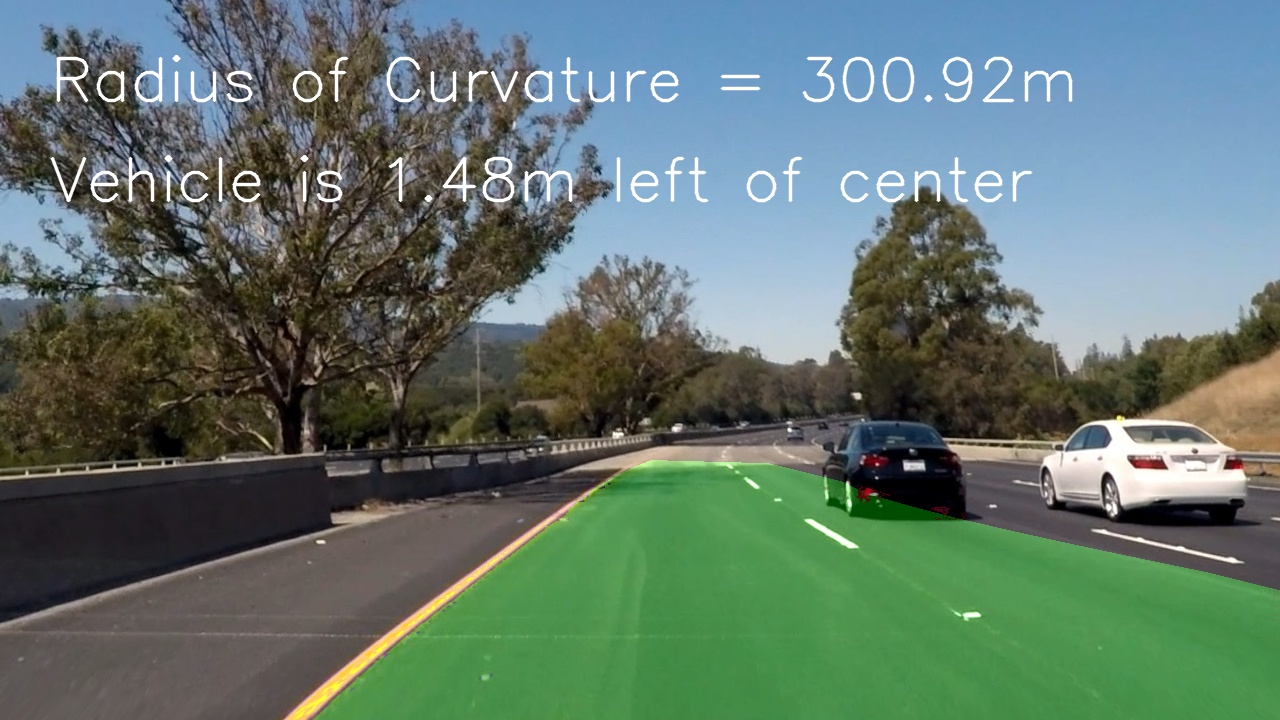 Radius of Curvature = 300.92m
Vehicle is 1.48m left of center